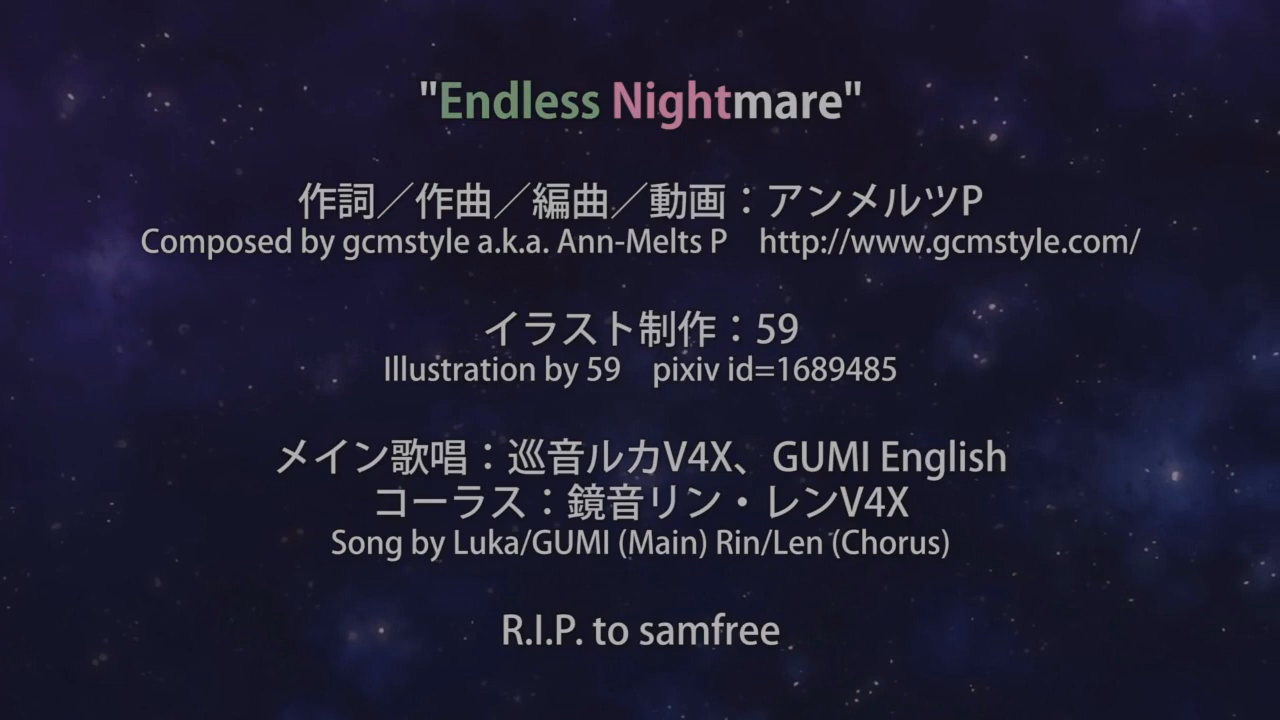 "Endless Nightmare"
作詞／作曲／編曲／動画：アンメルツP
Composed by gcmstyle a.k.a. Ann-Melts P　http://www.gcmstyle.com/
イラスト制作：59
Illustration by 59　pixiv id=1689485
メイン歌唱：巡音ルカV4X、GUMI English
コーラス：鏡音リン・レンV4X
Song by Luka/GUMI (Main) Rin/Len (Chorus)
R.I.P. to samfree